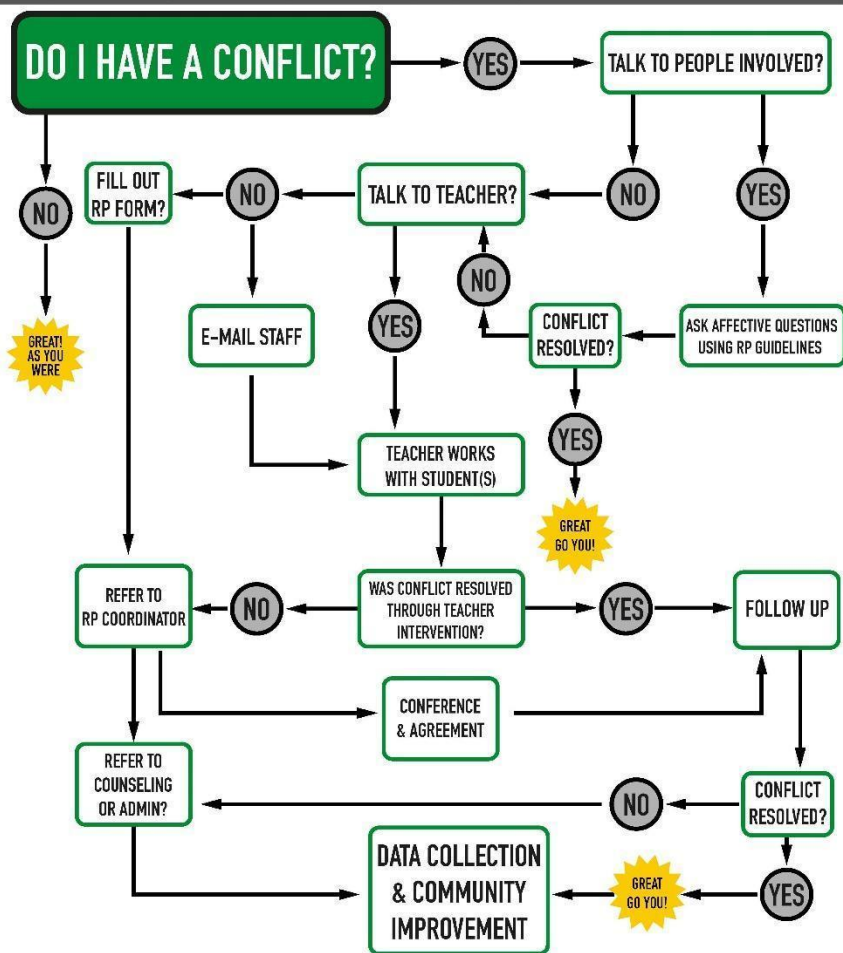 DO I HAVE A CONFLICT?
YES
TALK TO PEOPLE INVOLVED?
NO
FILL OUT
RP FORM?
NO
TALK TO TEACHER?
NO
YES
GREAT!
AS YOU
WERE
E-MAIL STAFF
YES
NO
CONFLICT
RESOLVED?
ASK AFFECTIVE QUESTIONS
USING RP GUIDELINES
TEACHER WORKS
WITH STUDENT(S)
YES
GREAT
GO YOU!
REFER TO
RP COORDINATOR
NO
WAS CONFLICT RESOLVED
THROUGH TEACHER
INTERVENTION?
YES
FOLLOW UP
CONFERENCE
& AGREEMENT
REFER TO
COUNSELING
OR ADMIN?
NO
CONFLICT
RESOLVED?
DATA COLLECTION
& COMMUNITY
IMPROVEMENT
GREAT
GO YOU!
YES